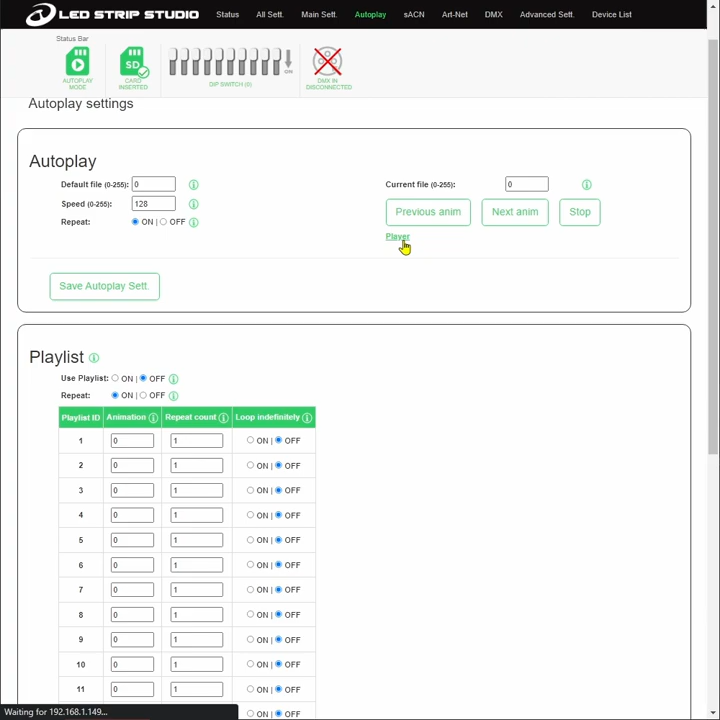 LED STRIP STUDIO Status All Sett. Main Sett. Autoplay sACN Art-Net DMX Advanced Sett. Device List
Status Bar
SD
ON
AUTOPLAY MODE
CARD INSERTED
DIP SWITCH (0)
DMX IN DISCONNECTED
Autoplay settings
Autoplay
Default file (0-255): 0
Speed (0-255): 128
Repeat: ON | OFF
Current file (0-255): 0
Previous anim Next anim Stop
Player
Save Autoplay Sett.
Playlist
Use Playlist: ON | OFF
Repeat: ON | OFF
Playlist ID Animation Repeat count Loop indefinitely
1 0 1 ON | OFF
2 0 1 ON | OFF
3 0 1 ON | OFF
4 0 1 ON | OFF
5 0 1 ON | OFF
6 0 1 ON | OFF
7 0 1 ON | OFF
8 0 1 ON | OFF
9 0 1 ON | OFF
10 0 1 ON | OFF
11 0 1 ON | OFF
ON | OFF
Waiting for 192.168.1.149...